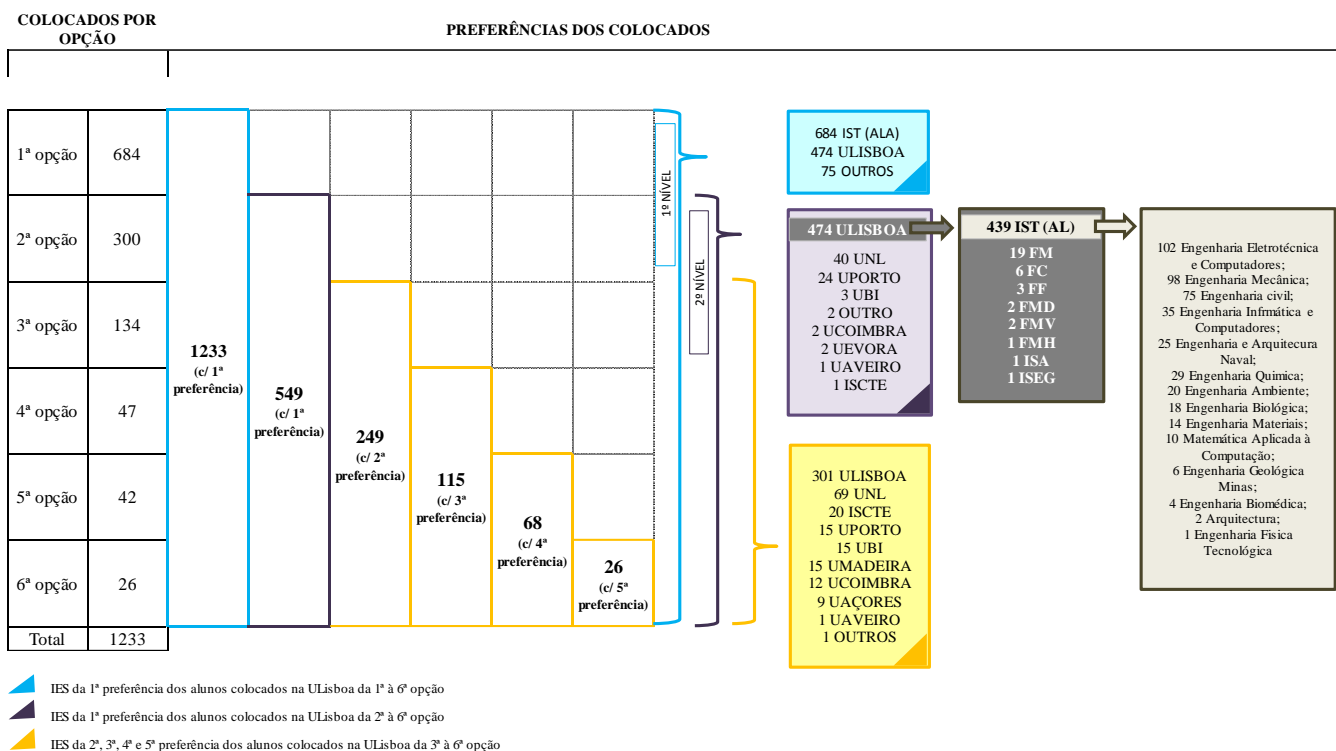 COLOCADOS POR
OPÇÃO
PREFERÊNCIAS DOS COLOCADOS
1ª opção
684
2ª opção
300
3ª opção
134
4ª opção
47
5ª opção
42
6ª opção
26
Total
1233
1233
(c/ 1ª
preferência)
549
(c/ 1ª
preferência)
249
(c/ 2ª
preferência)
115
(c/ 3ª
preferência)
68
(c/ 4ª
preferência)
26
(c/ 5ª
preferência)
1º NÍVEL
2º NÍVEL
684 IST (ALA)
474 ULISBOA
75 OUTROS
474 ULISBOA
40 UNL
24 UPORTO
3 UBI
2 OUTRO
2 UCOIMBRA
2 UEVORA
1 UAVEIRO
1 ISCTE
439 IST (AL)
19 FM
6 FC
3 FF
2 FMD
2 FMV
1 FMH
1 ISA
1 ISEG
102 Engenharia Eletrotécnica
e Computadores;
98 Engenharia Mecânica;
75 Engenharia civil;
35 Engenharia Infrmática e
Computadores;
25 Engenharia e Arquitecura
Naval;
29 Engenharia Quimica;
20 Engenharia Ambiente;
18 Engenharia Biológica;
14 Engenharia Materiais;
10 Matemática Aplicada à
Computação;
6 Engenharia Geológica
Minas;
4 Engenharia Biomédica;
2 Arquitectura;
1 Engenharia Fisica
Tecnológica
301 ULISBOA
69 UNL
20 ISCTE
15 UPORTO
15 UBI
15 UMADEIRA
12 UCOIMBRA
9 UAÇORES
1 UAVEIRO
1 OUTROS
IES da 1ª preferência dos alunos colocados na ULisboa da 1ª à 6ª opção
IES da 1ª preferência dos alunos colocados na ULisboa da 2ª à 6ª opção
IES da 2ª, 3ª, 4ª e 5ª preferência dos alunos colocados na ULisboa da 3ª à 6ª opção